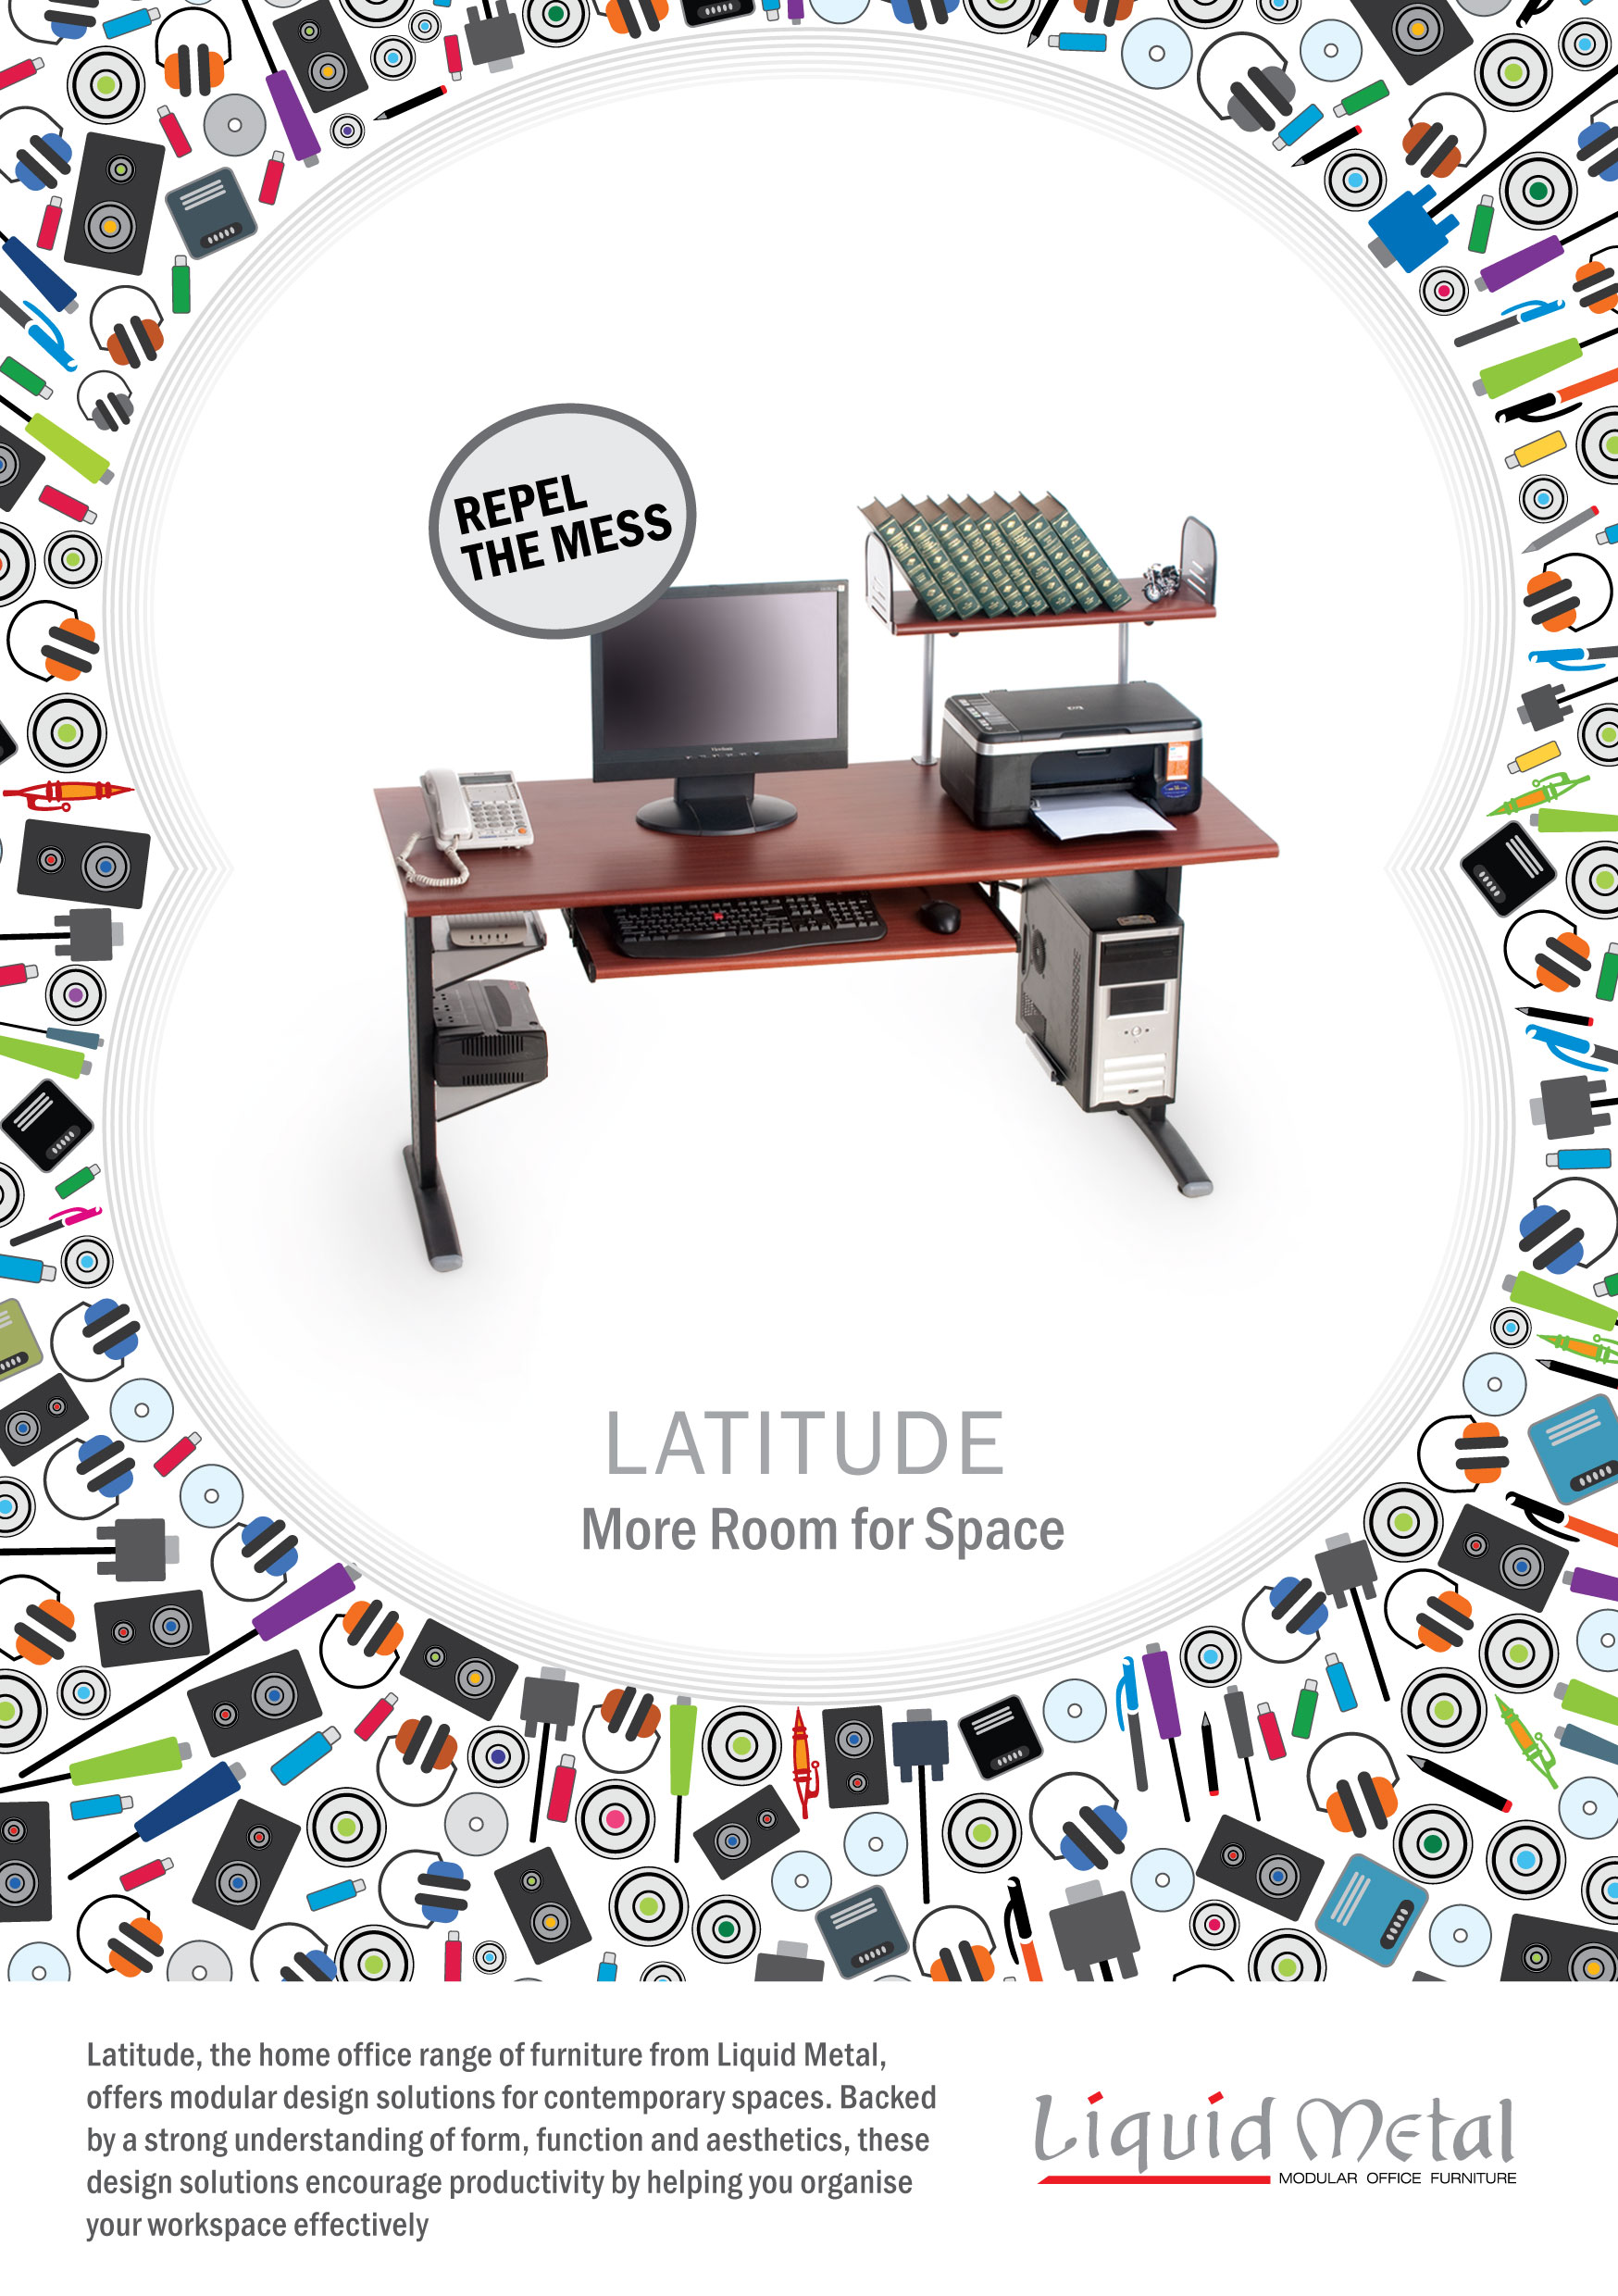 REPEL
THE MESS
LATITUDE
More Room for Space
Latitude, the home office range of furniture from Liquid Metal,
offers modular design solutions for contemporary spaces. Backed
by a strong understanding of form, function and aesthetics, these
design solutions encourage productivity by helping you organise
your workspace effectively
Liquid Metal
MODULAR OFFICE FURNITURE